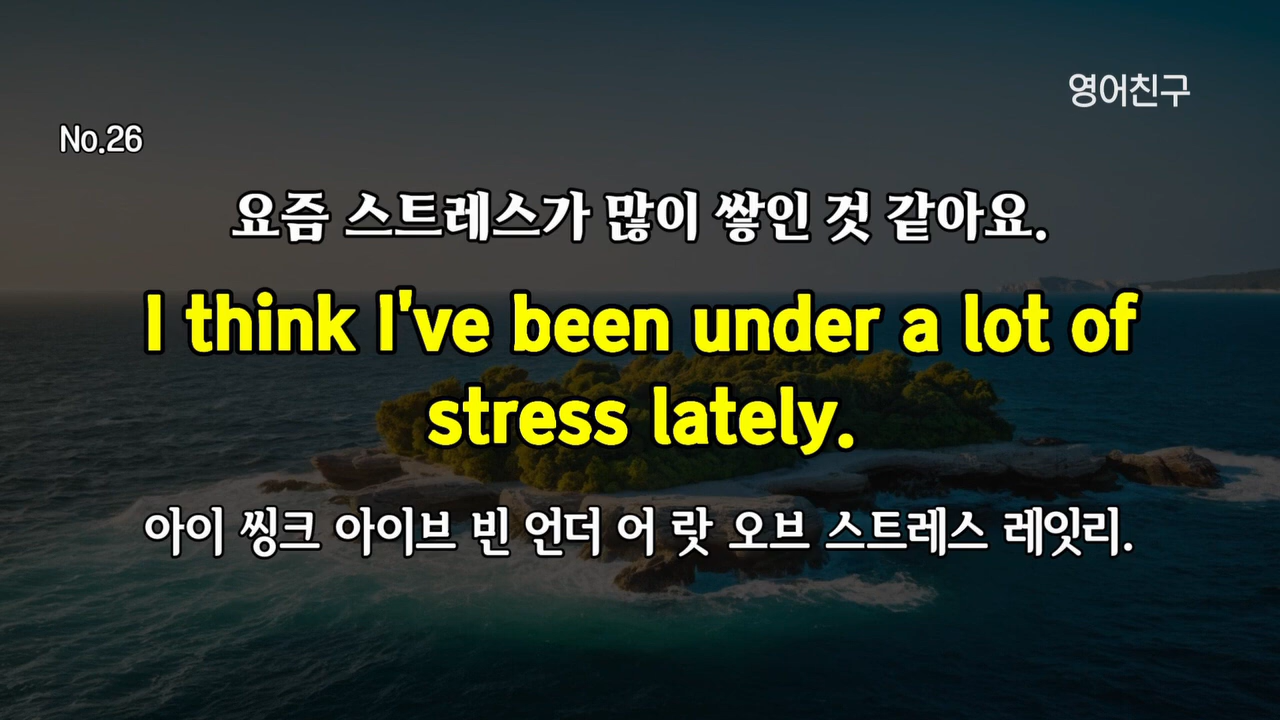 영어친구
No.26
요즘 스트레스가 많이 쌓인 것 같아요.
I think I've been under a lot of
stress lately.
아이 씽크 아이브 빈 언더 어 랏 오브 스트레스 레잇리.